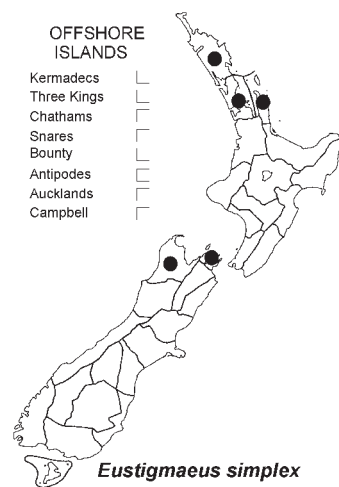 OFFSHORE
ISLANDS
Kermadecs
Three Kings
Chathams
Snares
Bounty
Antipodes
Aucklands
Campbell
Eustigmaeus simplex